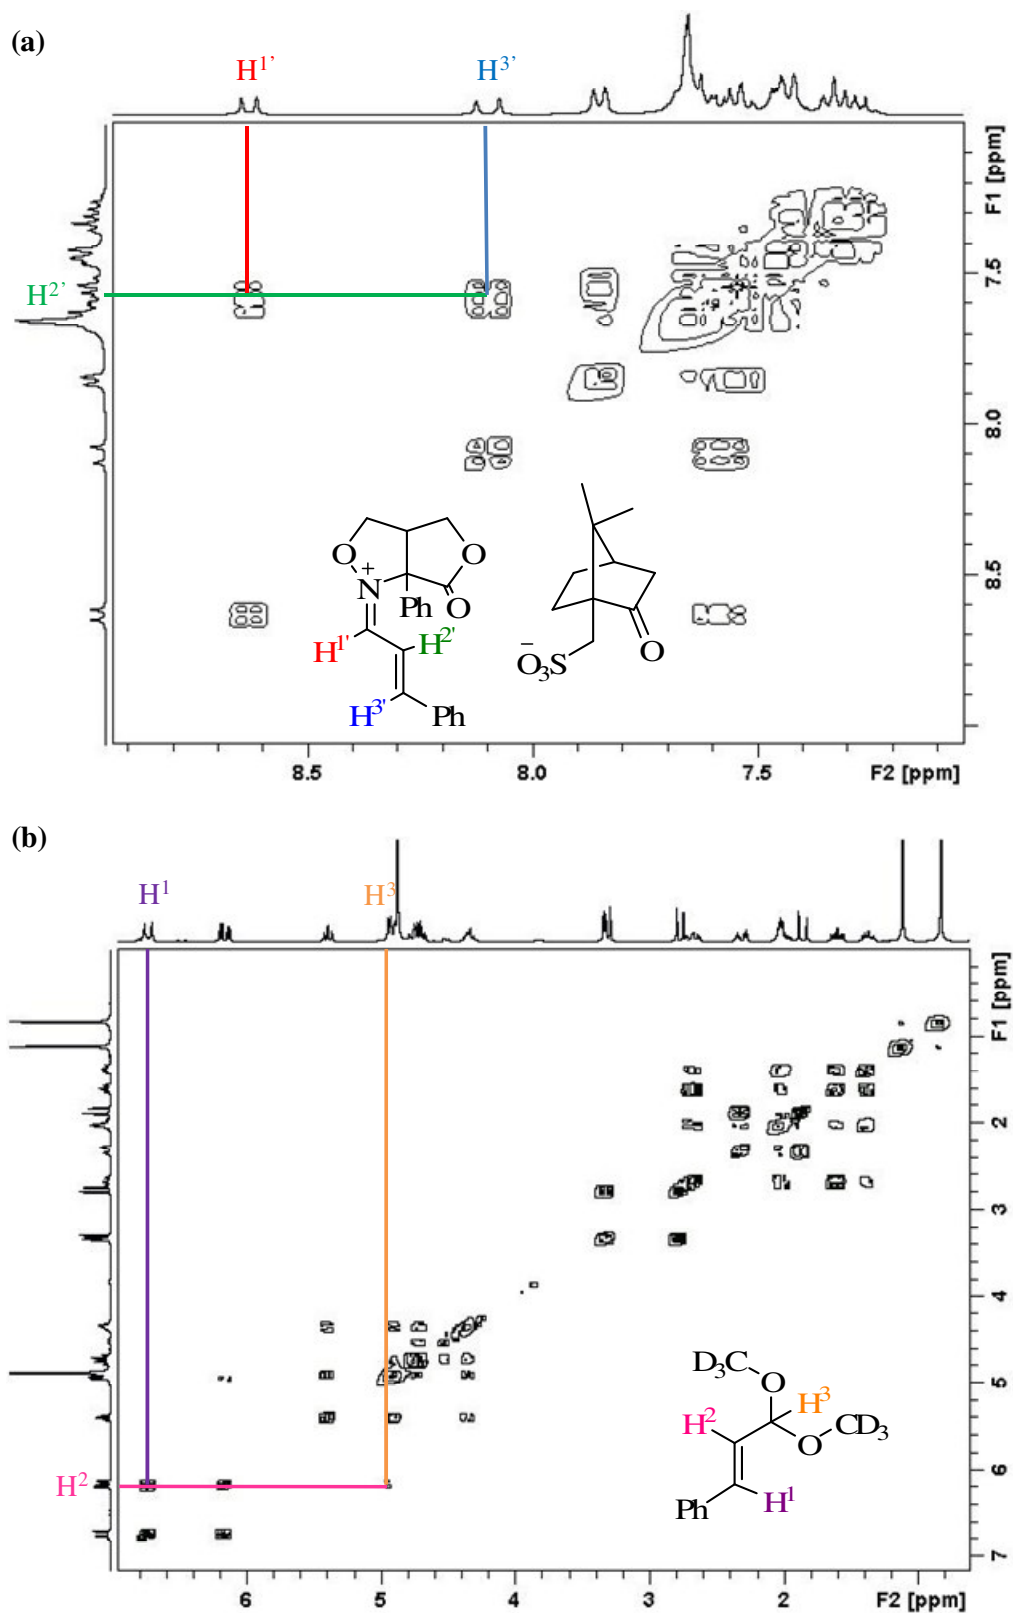 (a)
H1' H3'
F1 [ppm]
7.5
H2'
8.0
8.5
O
N
+
O
Ph
O
H1'
H2'
H3'
Ph
−
O3S
O
8.5 8.0 7.5 F2 [ppm]
(b)
H1 H3
F1 [ppm]
2
3
4
5
6
7
H2
D3C
O
H3
H2
O
CD3
Ph
H1
6 5 4 3 2 F2 [ppm]